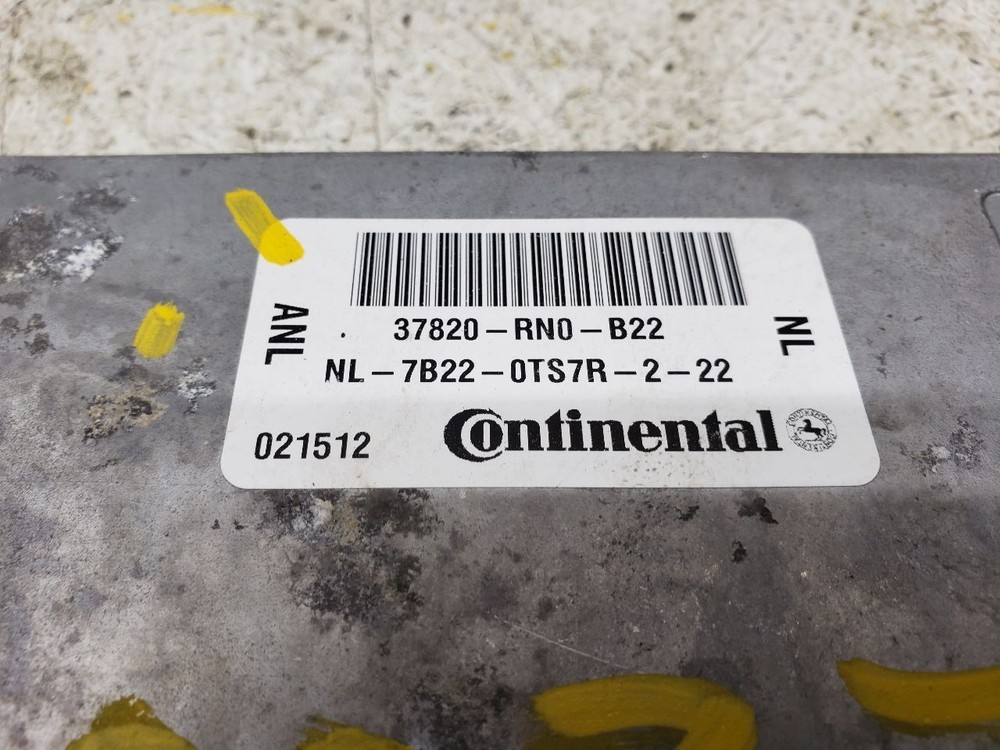 37820-RN0-B22
NL-7B22-0TS7R-2-22
ANL
NL
021512
Continental